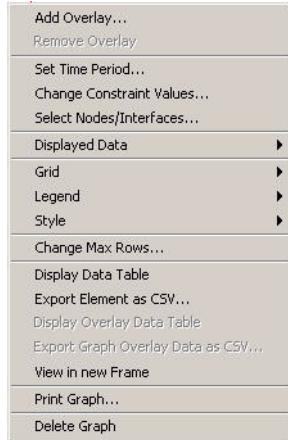 Add Overlay...
Remove Overlay
Set Time Period...
Change Constraint Values...
Select Nodes/Interfaces...
Displayed Data
Grid
Legend
Style
Change Max Rows...
Display Data Table
Export Element as CSV...
Display Overlay Data Table
Export Graph Overlay Data as CSV...
View in new Frame
Print Graph...
Delete Graph